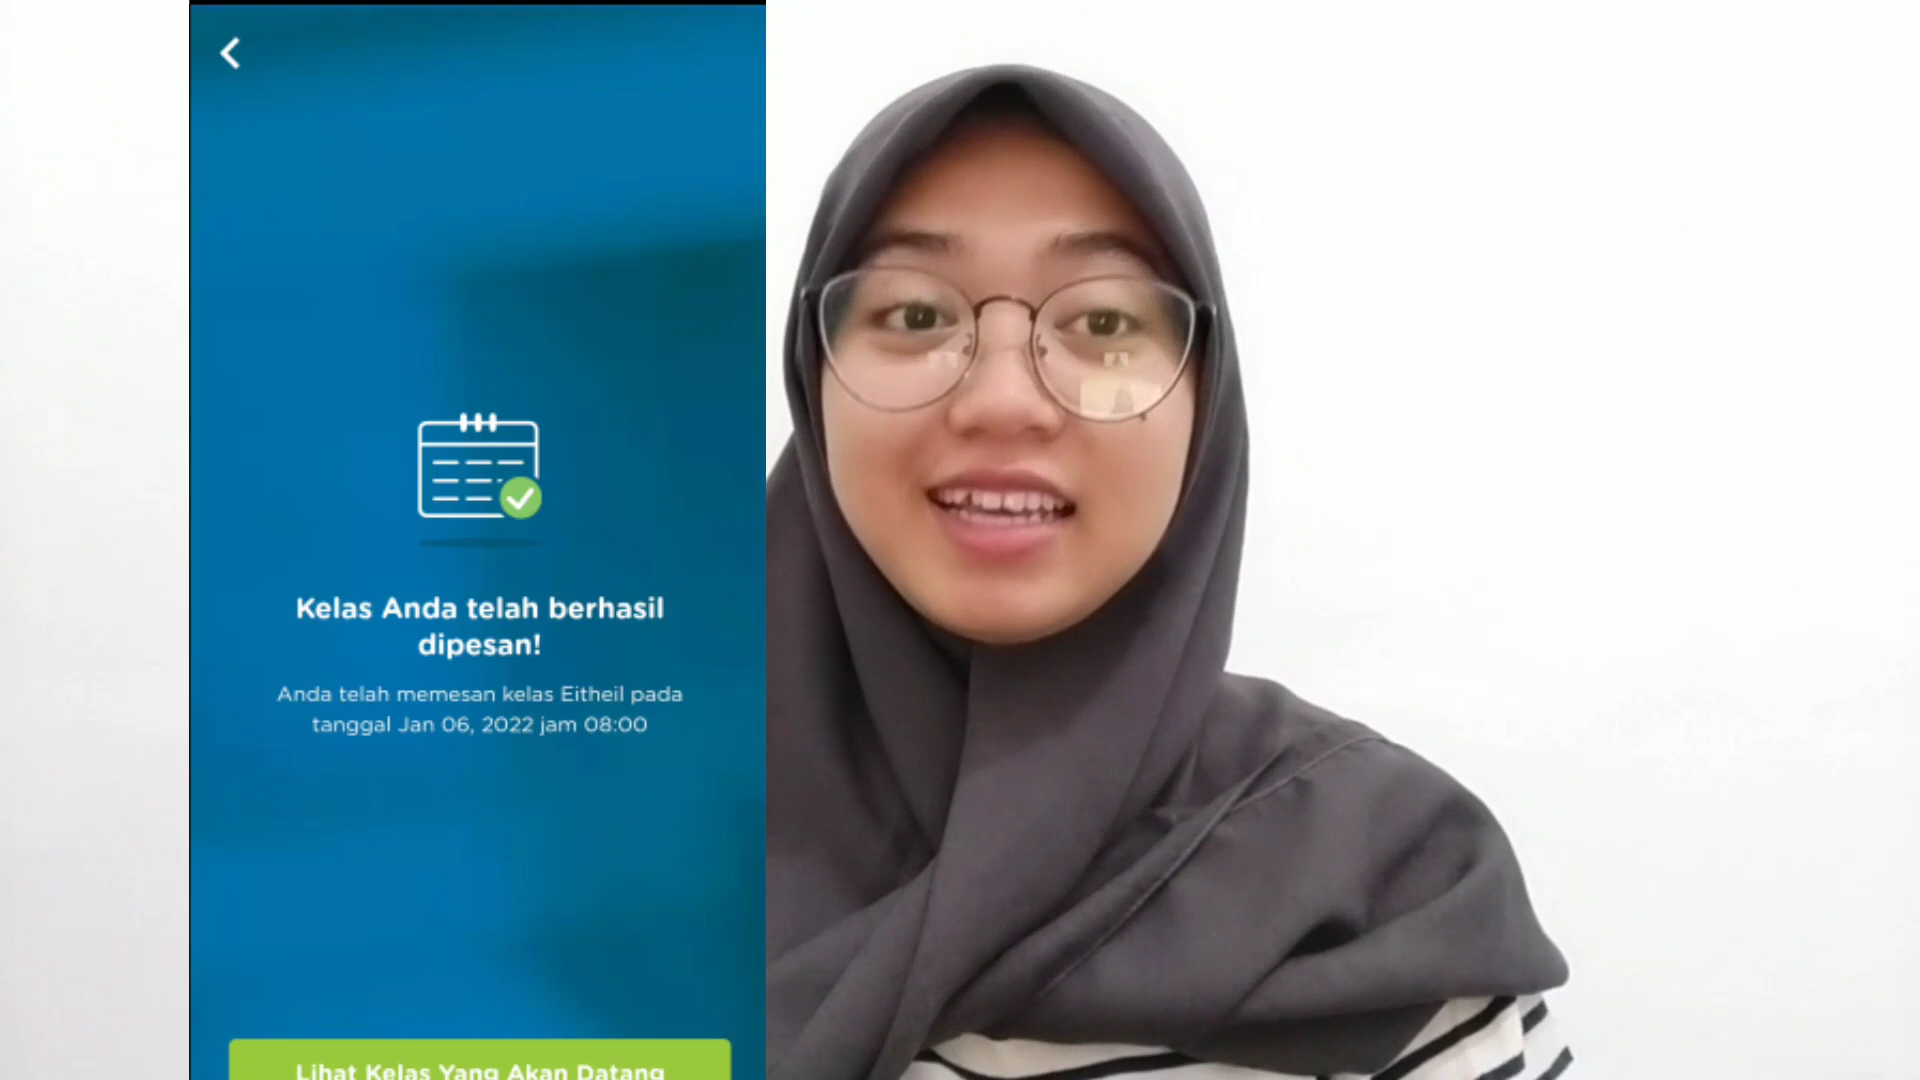 Kelas Anda telah berhasil
dipesan!
Anda telah memesan kelas Eitheil pada
tanggal Jan 06, 2022 jam 08:00
Lihat Kelas Yang Akan Datang